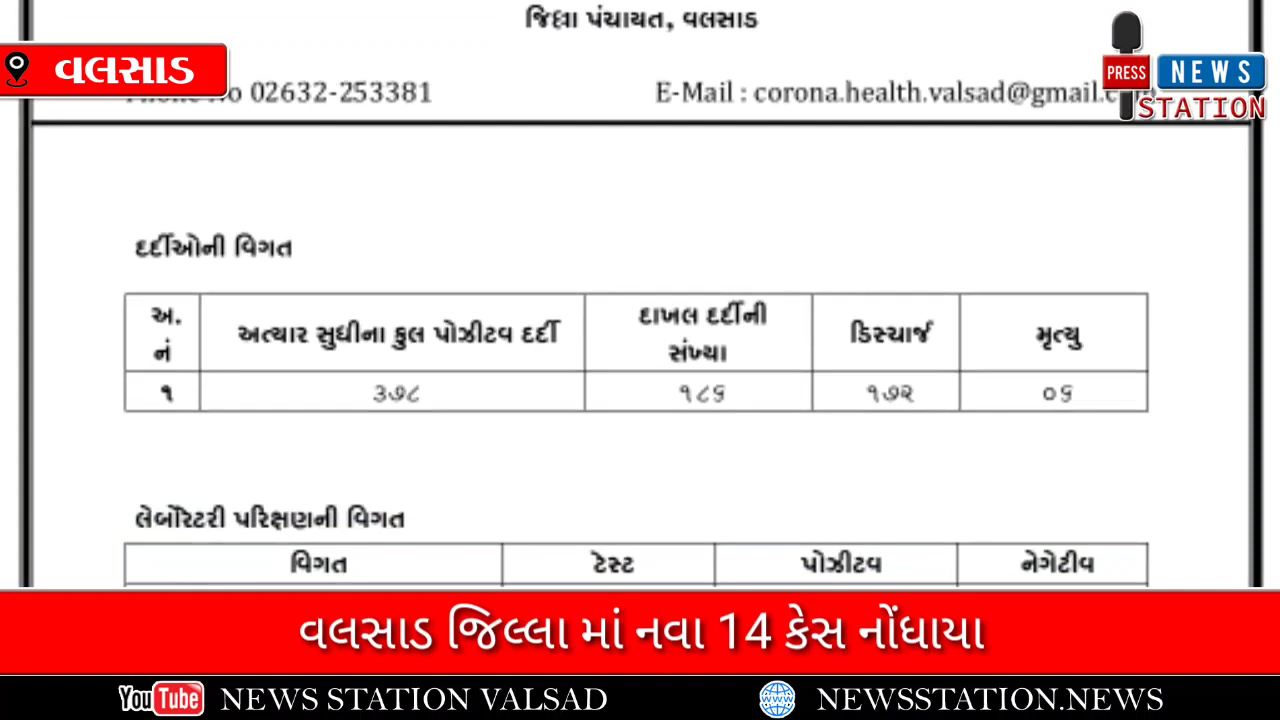 જિલ્લા પંચાયત, વલસાડ
વલસાડ
PRESS NEWS
STATION
Phone No 02632-253381 E-Mail : corona.health.valsad@gmail.c
દર્દીઓની વિગત
અ. નં અત્યાર સુધીના કુલ પોઝીટવ દર્દી દાખલ દર્દીની સંખ્યા ડિસ્ચાર્જ મૃત્યુ
૧ ૩૭૮ ૧૮૬ ૧૭૨ ૦૬
લેબોરેટરી પરિક્ષણની વિગત
વિગત ટેસ્ટ પોઝીટવ નેગેટીવ
વલસાડ જિલ્લા માં નવા 14 કેસ નોંધાયા
YouTube NEWS STATION VALSAD NEWSSTATION.NEWS